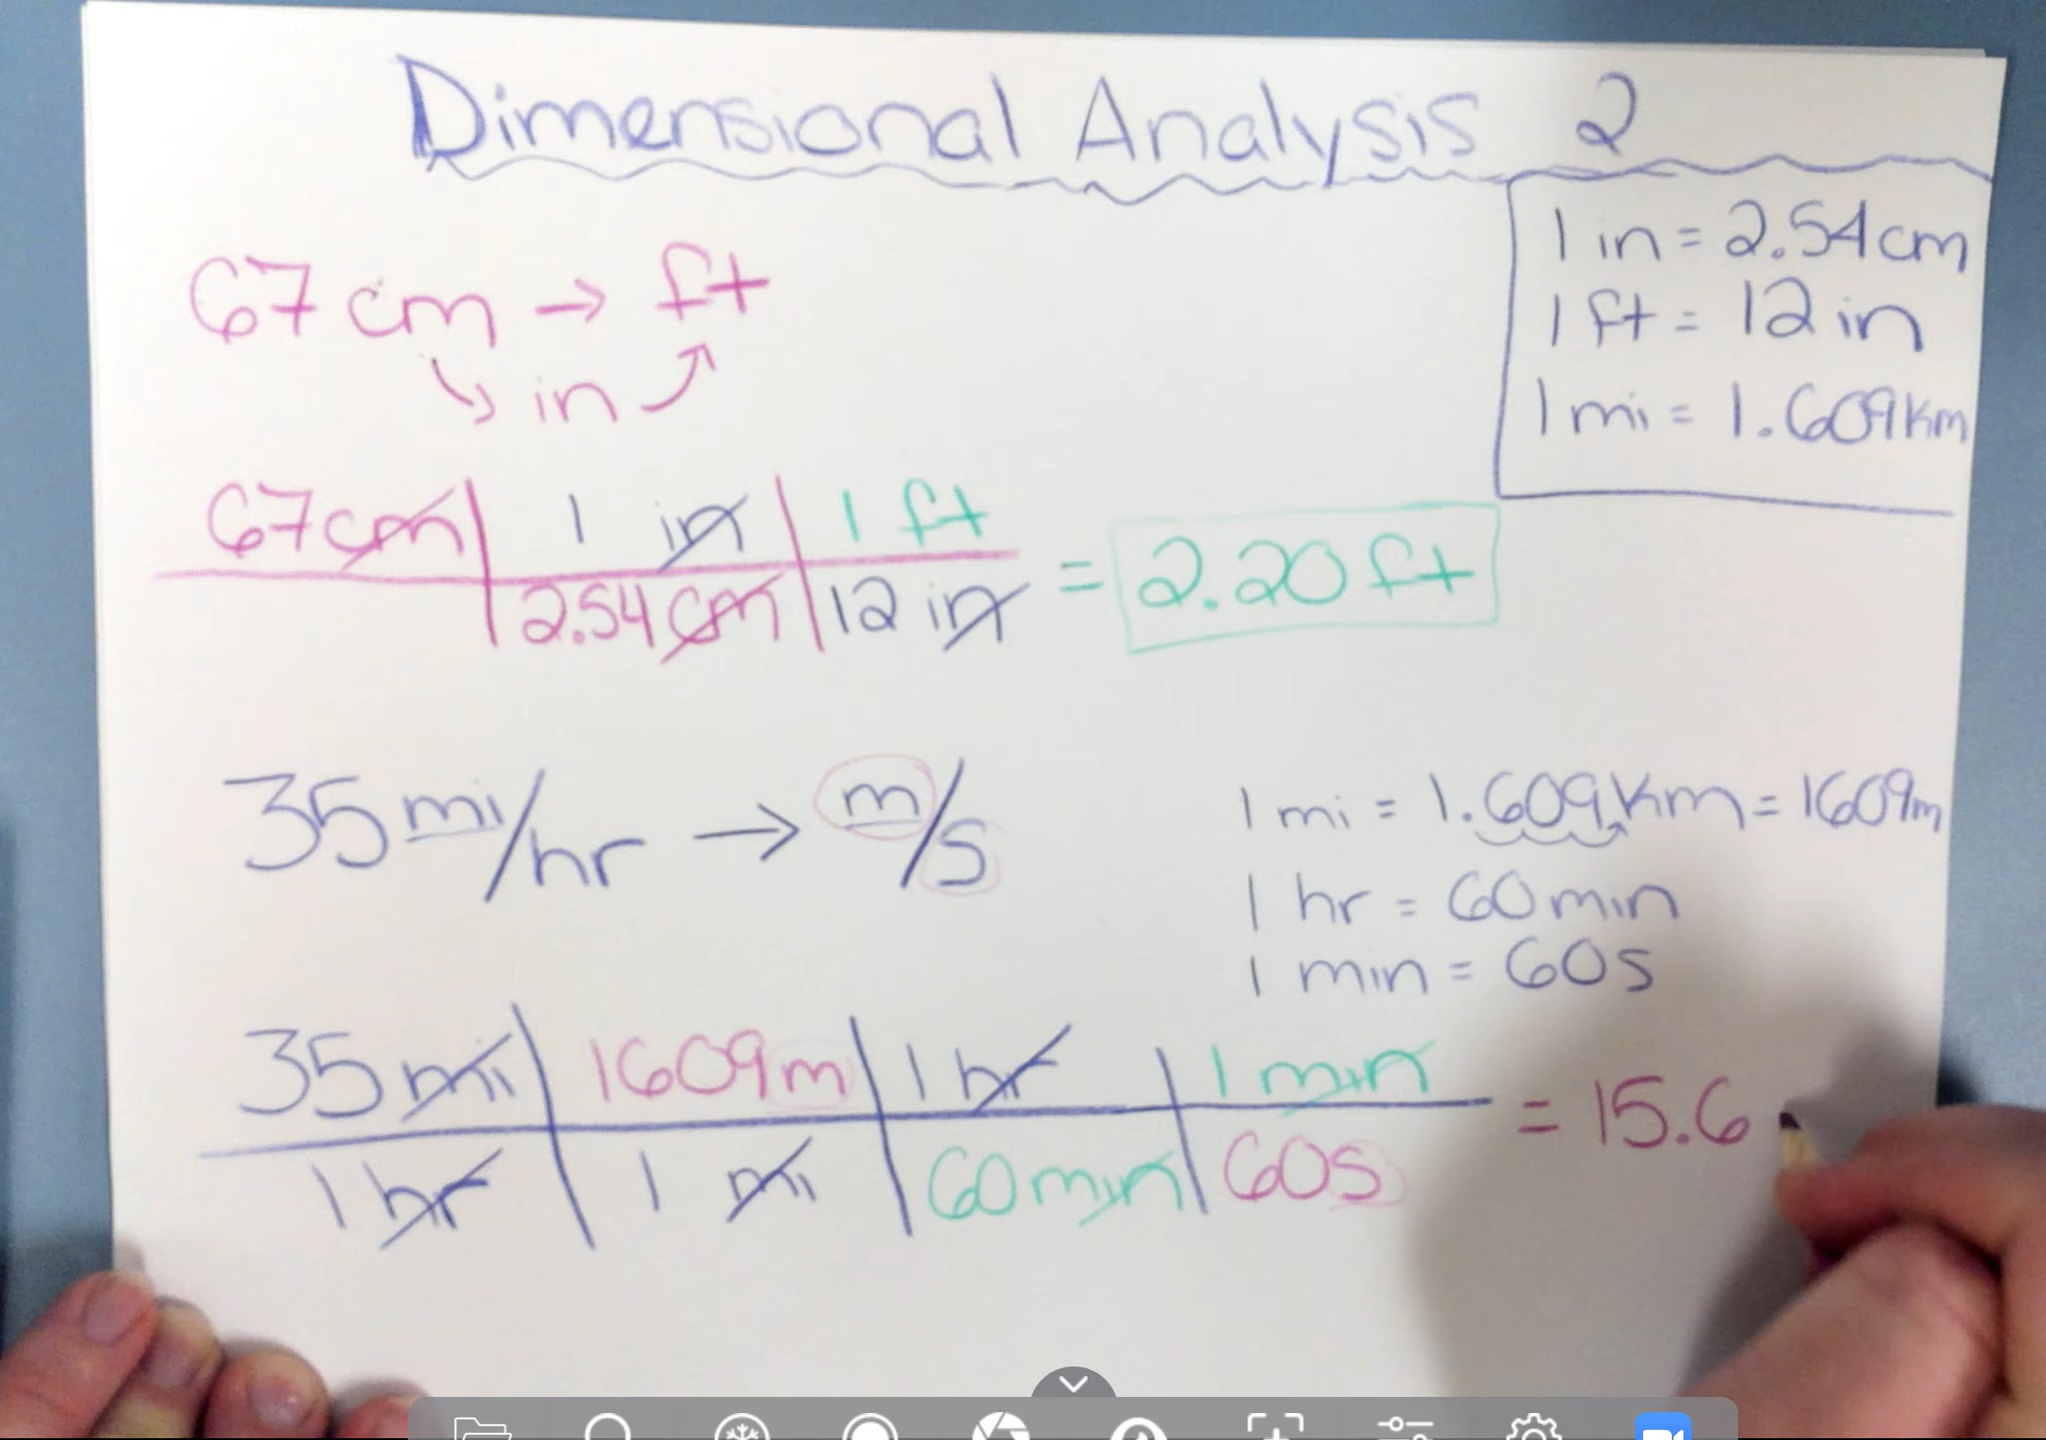 Dimensional Analysis 2
1 in = 2.54 cm
1 ft = 12 in
1 mi = 1.609 km
67 cm → ft
↘ in ↗
67 cm | 1 in | 1 ft
2.54 cm | 12 in
= 2.20 ft
35 mi/hr → m/s
1 mi = 1.609 km = 1609 m
1 hr = 60 min
1 min = 60 s
35 mi | 1609 m | 1 hr | 1 min
1 hr | 1 mi | 60 min | 60 s
= 15.6